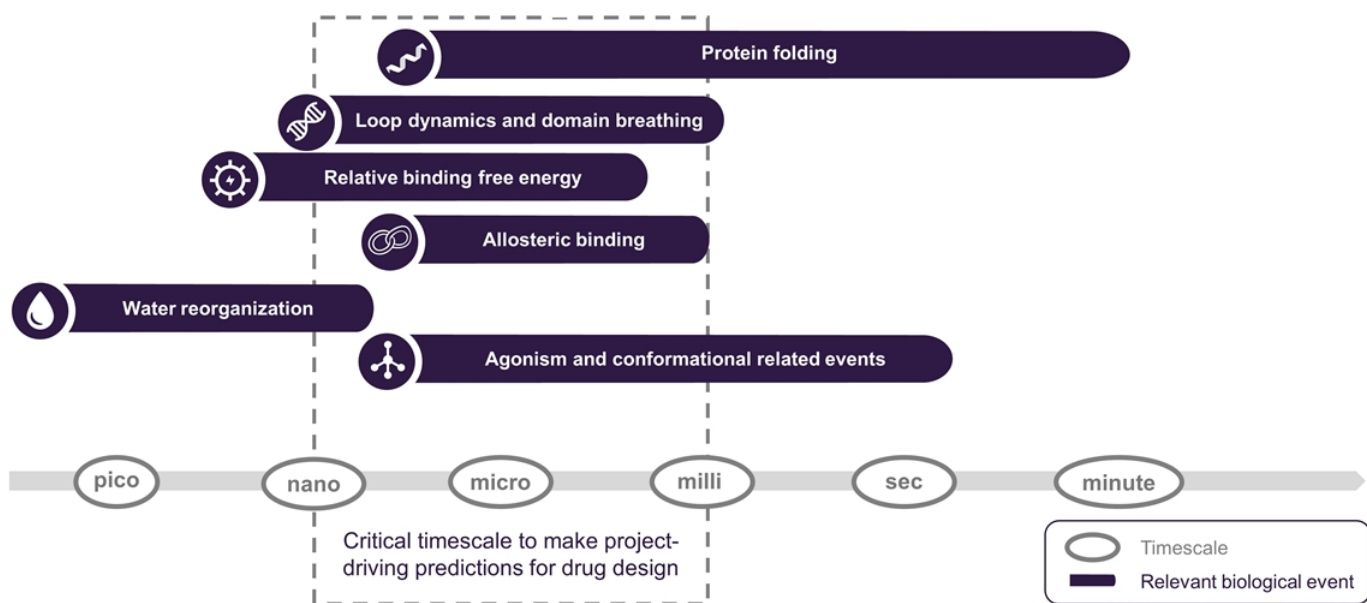 Protein folding
Loop dynamics and domain breathing
Relative binding free energy
Allosteric binding
Water reorganization
Agonism and conformational related events
pico
nano
micro
milli
sec
minute
Critical timescale to make project-
driving predictions for drug design
Timescale
Relevant biological event